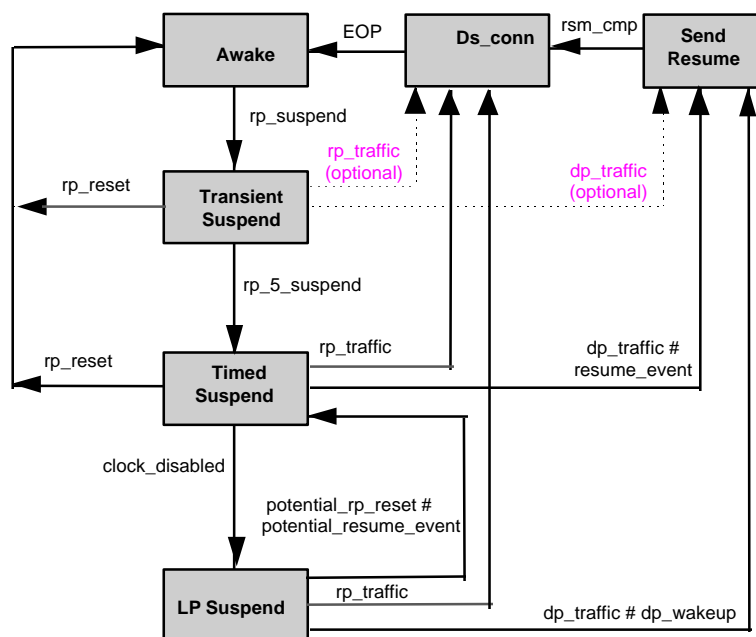 EOP
rsm_cmp
Awake
Ds_conn
Send
Resume
rp_suspend
rp_traffic
(optional)
dp_traffic
(optional)
rp_reset
Transient
Suspend
rp_5_suspend
rp_traffic
rp_reset
Timed
Suspend
dp_traffic #
resume_event
clock_disabled
potential_rp_reset #
potential_resume_event
LP Suspend
rp_traffic
dp_traffic # dp_wakeup